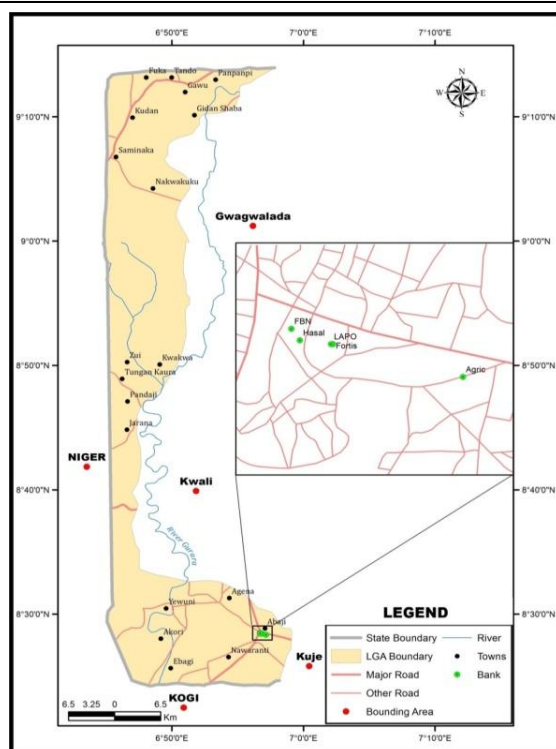 6°50'0"E 7°0'0"E 7°10'0"E
Fuka Tando Panpanpi
Gawu
N
W E
S
9°10'0"N 9°10'0"N
Kudan Gidan Shaba
Saminaka
Nakwakuku
Gwagwalada
9°0'0"N 9°0'0"N
FBN
Hasal LAPO
Fortis
Zui Kwakwa
8°50'0"N 8°50'0"N
Agric
Tungan Kaura
Pandaji
Jarana
NIGER
Kwali
8°40'0"N 8°40'0"N
River Gurara
Agena
Yewuni
8°30'0"N 8°30'0"N
Abaji
LEGEND
Akori
Nawaranti
Ebagi
Kuje
KOGI
State Boundary River
LGA Boundary Towns
Major Road Bank
Other Road
Bounding Area
6.5 3.25 0 6.5
Km
6°50'0"E 7°0'0"E 7°10'0"E